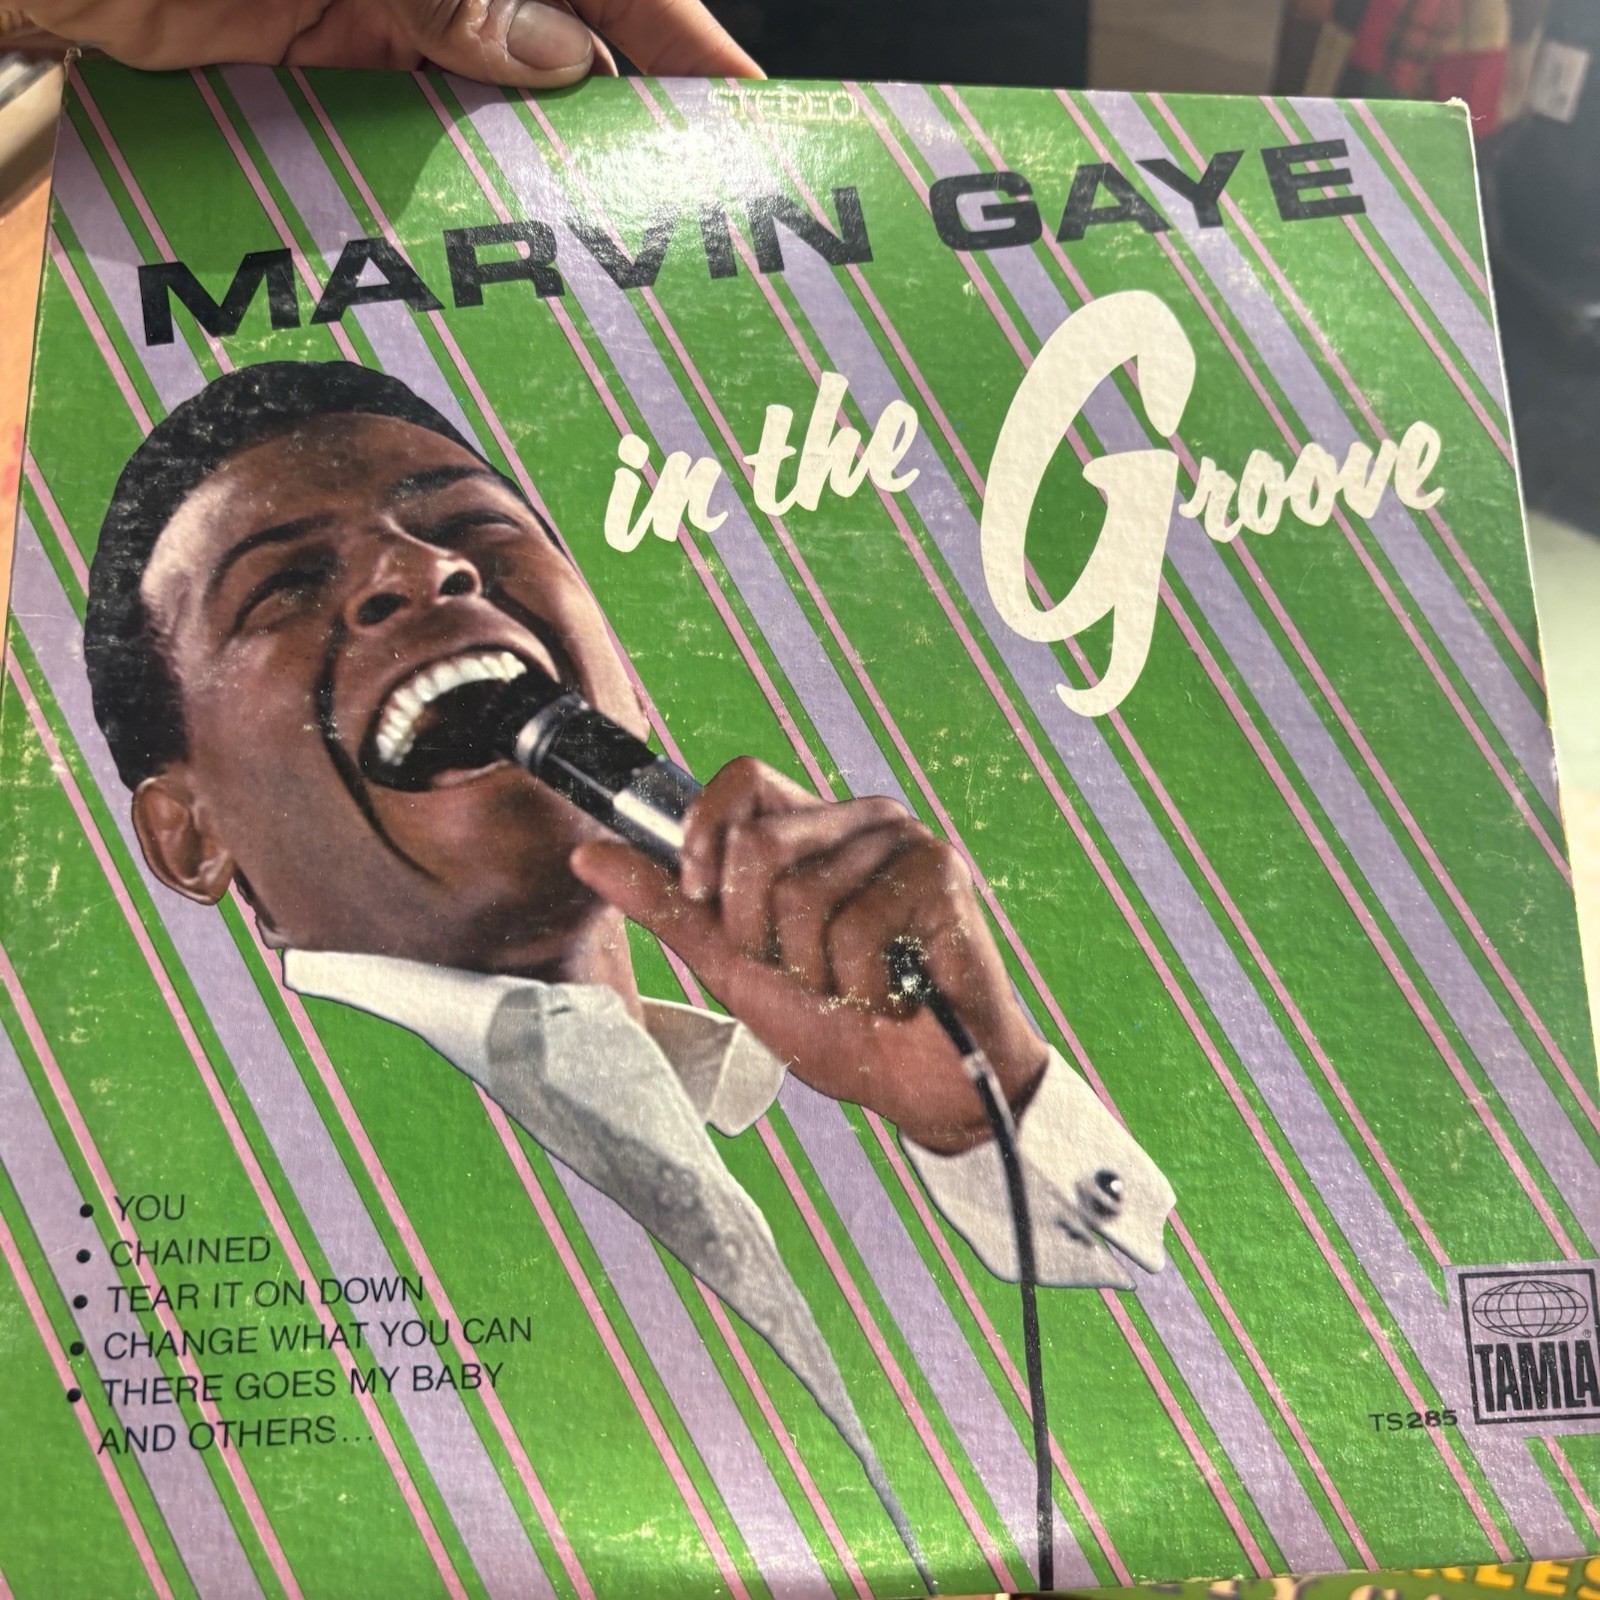 STEREO
MARVIN GAYE
in the Groove
• YOU
• CHAINED
• TEAR IT ON DOWN
• CHANGE WHAT YOU CAN
• THERE GOES MY BABY
AND OTHERS...
®
TAMLA
TS285